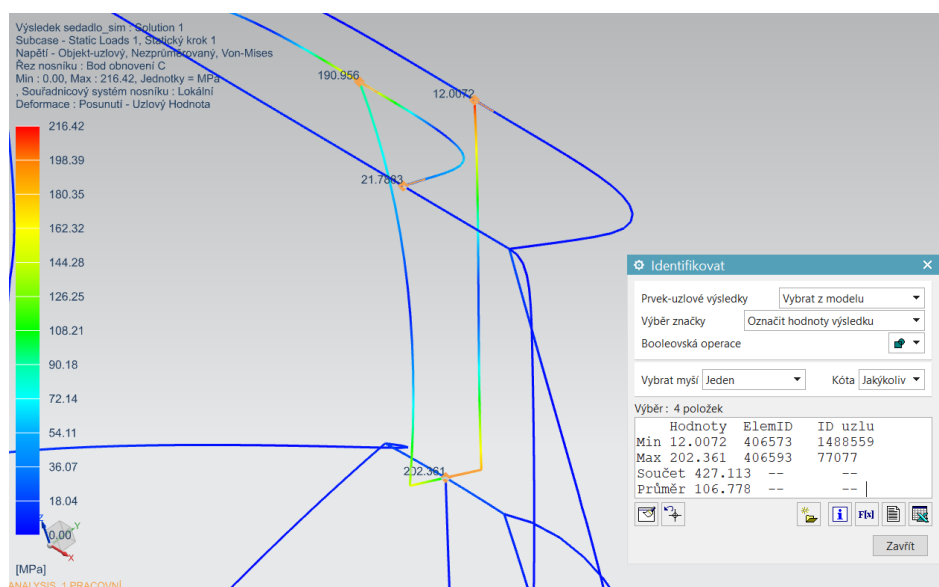 Výsledek sedadlo_sim : Solution 1
Subcase - Static Loads 1, Statický krok 1
Napětí - Objekt-uzlový, Nezprůměrovaný, Von-Mises
Řez nosníku : Bod obnovení C
Min : 0.00, Max : 216.42, Jednotky = MPa
, Souřadnicový systém nosníku : Lokální
Deformace : Posunutí - Uzlový Hodnota
190.956
12.0072
216.42
198.39
180.35
162.32
144.28
126.25
108.21
90.18
72.14
54.11
36.07
18.04
0.00
[MPa]
21.7883
202.361
Z
Y
X
ANALYSIS 1 PRACOVNÍ
Identifikovat
Prvek-uzlové výsledky Vybrat z modelu
Výběr značky Označit hodnoty výsledku
Booleovská operace
Vybrat myší Jeden Kóta Jakýkoliv
Výběr : 4 položek
Hodnoty ElemID ID uzlu
Min 12.0072 406573 1488559
Max 202.361 406593 77077
Součet 427.113 -- --
Průměr 106.778 -- --
F[x]
Zavřít